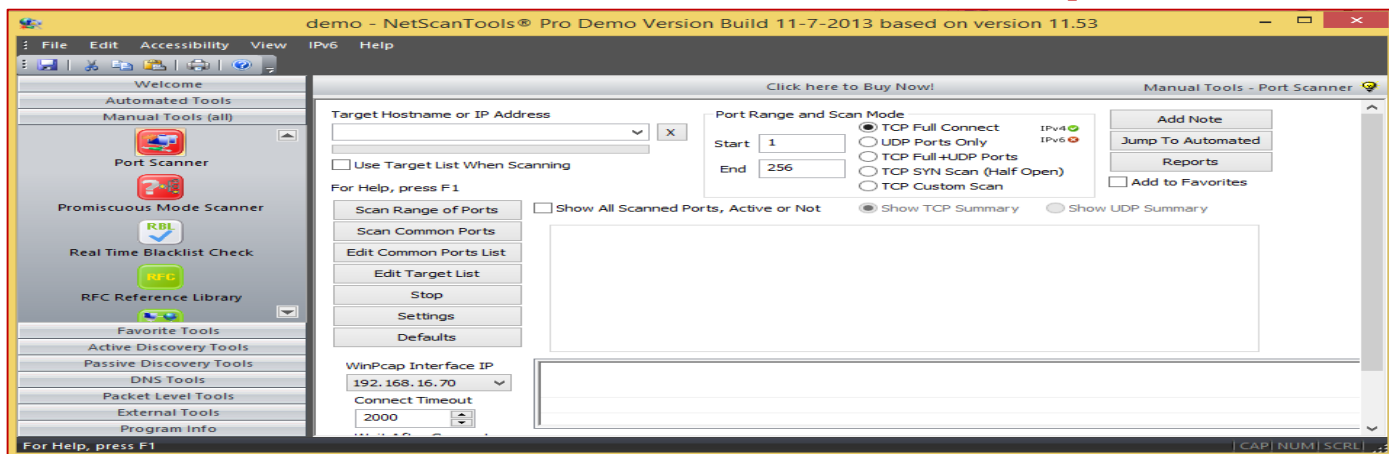 demo - NetScanTools® Pro Demo Version Build 11-7-2013 based on version 11.53
File Edit Accessibility View IPv6 Help
Welcome
Automated Tools
Manual Tools (all)
Port Scanner
Promiscuous Mode Scanner
RBL
Real Time Blacklist Check
RFC
RFC Reference Library
Favorite Tools
Active Discovery Tools
Passive Discovery Tools
DNS Tools
Packet Level Tools
External Tools
Program Info
Click here to Buy Now!
Manual Tools - Port Scanner
Target Hostname or IP Address
X
Use Target List When Scanning
For Help, press F1
Port Range and Scan Mode
Start 1
End 256
TCP Full Connect
UDP Ports Only
TCP Full+UDP Ports
TCP SYN Scan (Half Open)
TCP Custom Scan
IPv4
IPv6
Add Note
Jump To Automated
Reports
Add to Favorites
Scan Range of Ports
Scan Common Ports
Edit Common Ports List
Edit Target List
Stop
Settings
Defaults
Show All Scanned Ports, Active or Not
Show TCP Summary
Show UDP Summary
WinPcap Interface IP
192.168.16.70
Connect Timeout
2000
For Help, press F1
CAP NUM SCRL